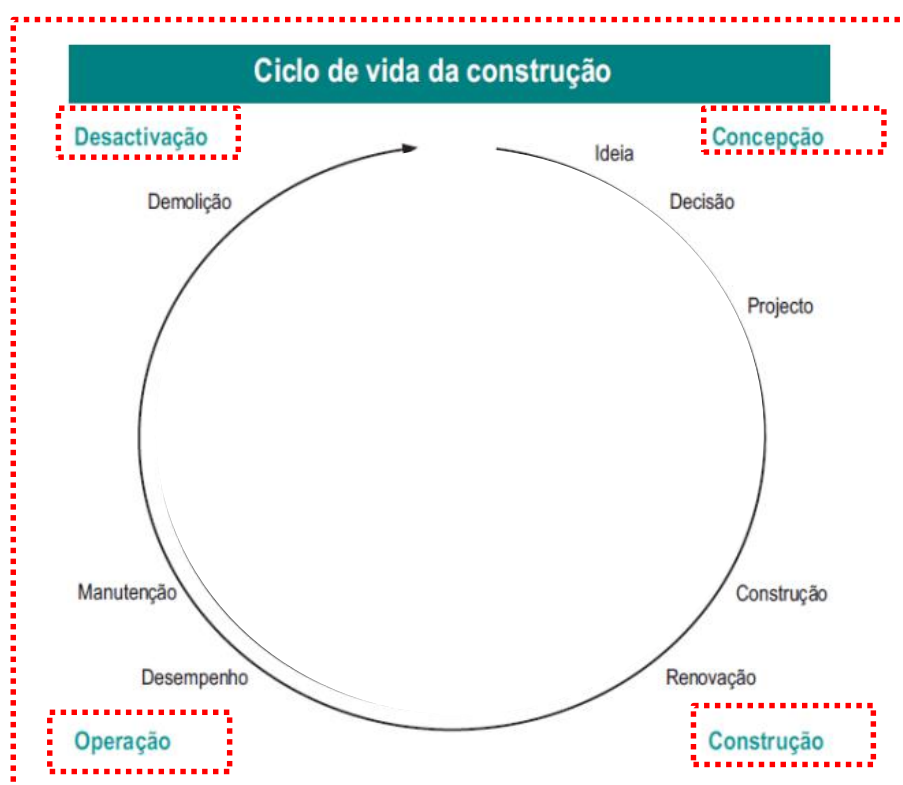 Ciclo de vida da construção
Desactivação
Concepção
Ideia
Demolição
Decisão
Projecto
Manutenção
Construção
Desempenho
Renovação
Operação
Construção